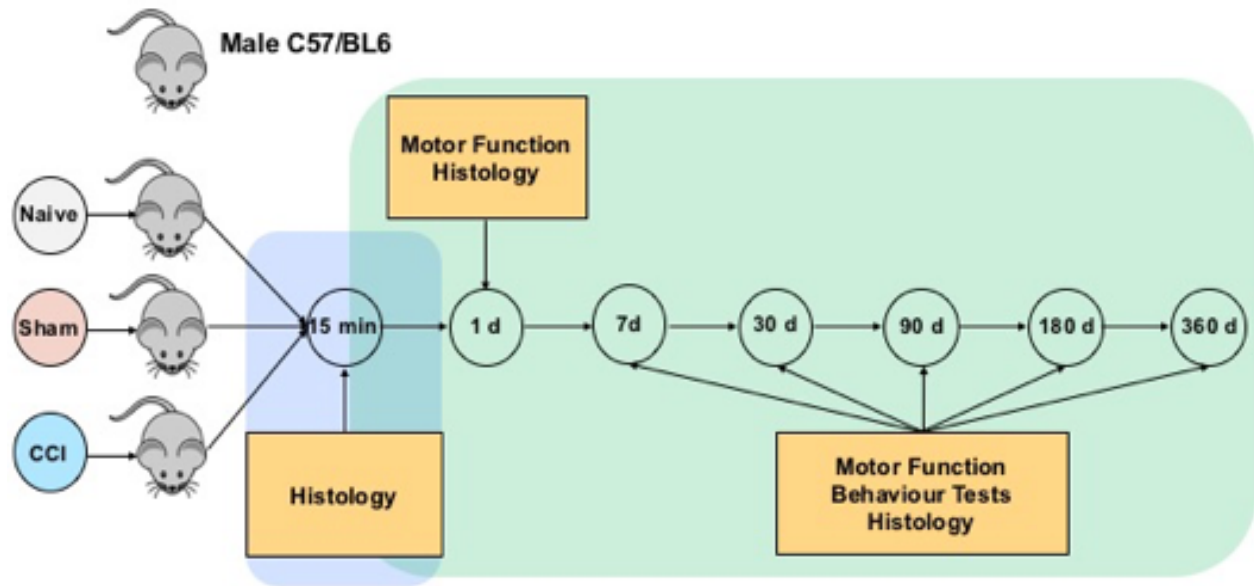 Male C57/BL6
Motor Function
Histology
Naive
Sham
CCI
15 min
1 d
7d
30 d
90 d
180 d
360 d
Histology
Motor Function
Behaviour Tests
Histology